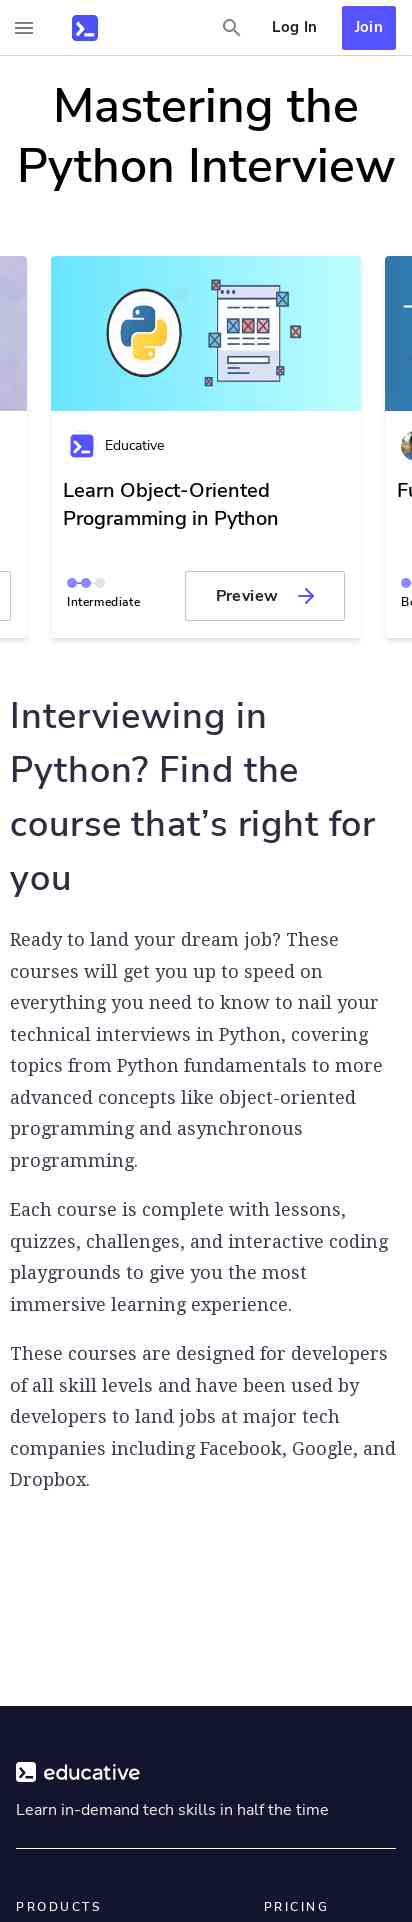 Log In
Join
Mastering the
Python Interview
Educative
Learn Object-Oriented
Programming in Python
Intermediate
Preview
Interviewing in
Python? Find the
course that’s right for
you
Ready to land your dream job? These
courses will get you up to speed on
everything you need to know to nail your
technical interviews in Python, covering
topics from Python fundamentals to more
advanced concepts like object-oriented
programming and asynchronous
programming.
Each course is complete with lessons,
quizzes, challenges, and interactive coding
playgrounds to give you the most
immersive learning experience.
These courses are designed for developers
of all skill levels and have been used by
developers to land jobs at major tech
companies including Facebook, Google, and
Dropbox.
educative
Learn in-demand tech skills in half the time
PRODUCTS
PRICING